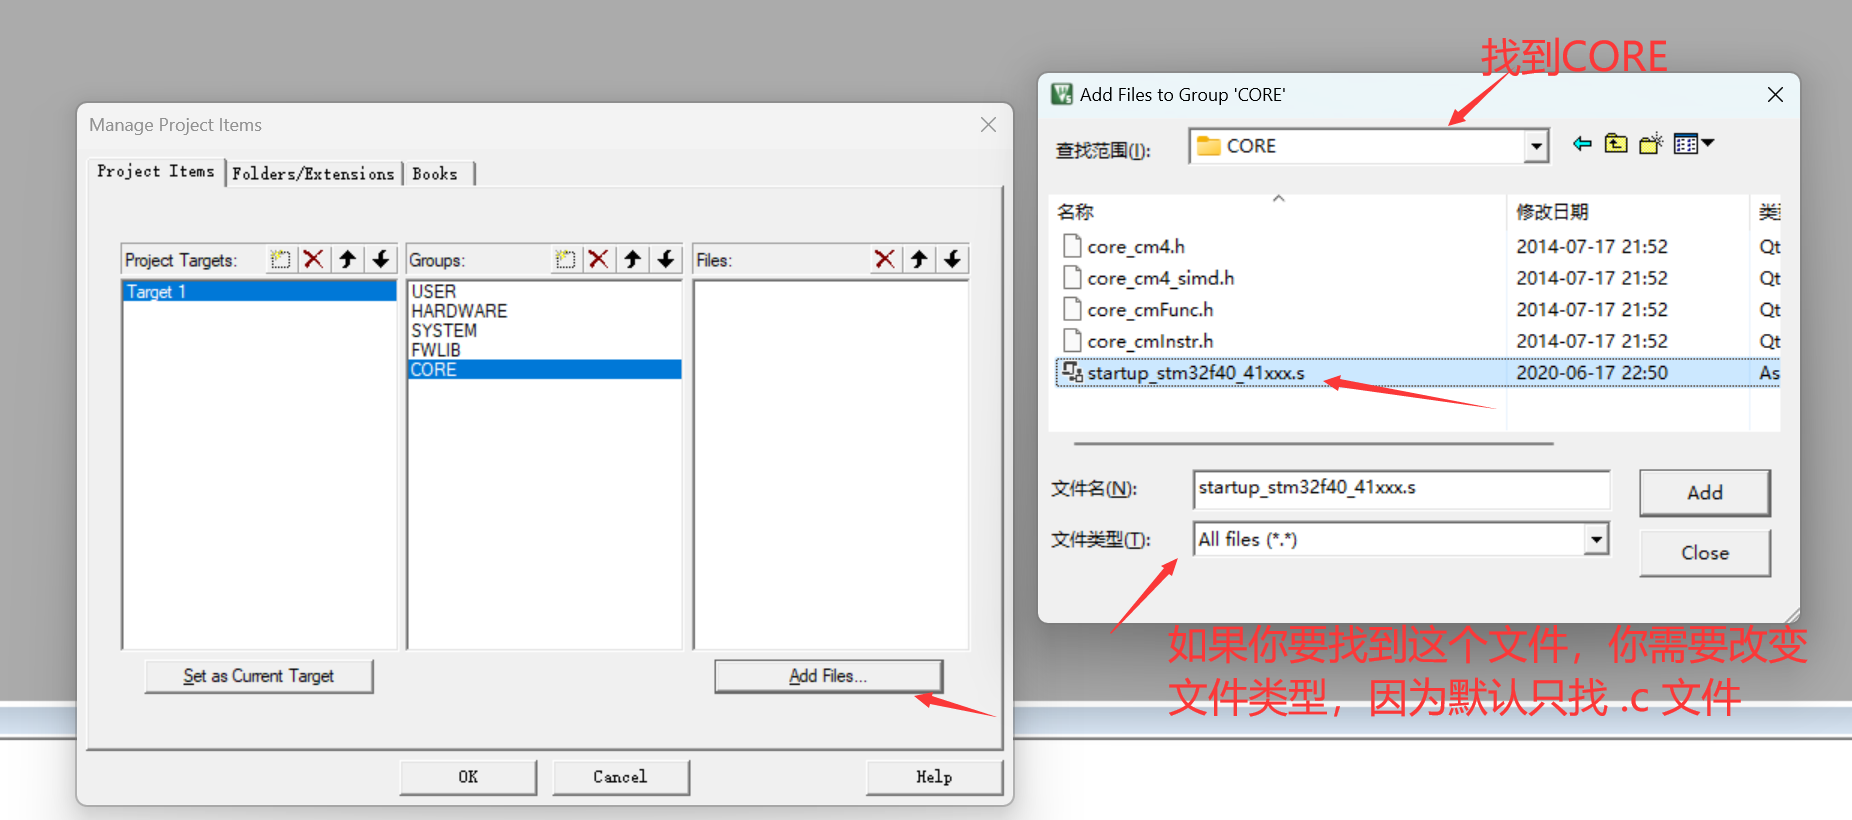 找到CORE
Manage Project Items
Project Items
Folders/Extensions
Books
Project Targets:
Groups:
Files:
Target 1
USER
HARDWARE
SYSTEM
FWLIB
CORE
Set as Current Target
Add Files...
OK
Cancel
Help
Add Files to Group 'CORE'
查找范围(I):
CORE
名称
修改日期
core_cm4.h
2014-07-17 21:52
Qt
core_cm4_simd.h
2014-07-17 21:52
Qt
core_cmFunc.h
2014-07-17 21:52
Qt
core_cmInstr.h
2014-07-17 21:52
Qt
startup_stm32f40_41xxx.s
2020-06-17 22:50
As
文件名(N):
startup_stm32f40_41xxx.s
Add
文件类型(T):
All files (*.*)
Close
如果你要找到这个文件，你需要改变
文件类型，因为默认只找 .c 文件